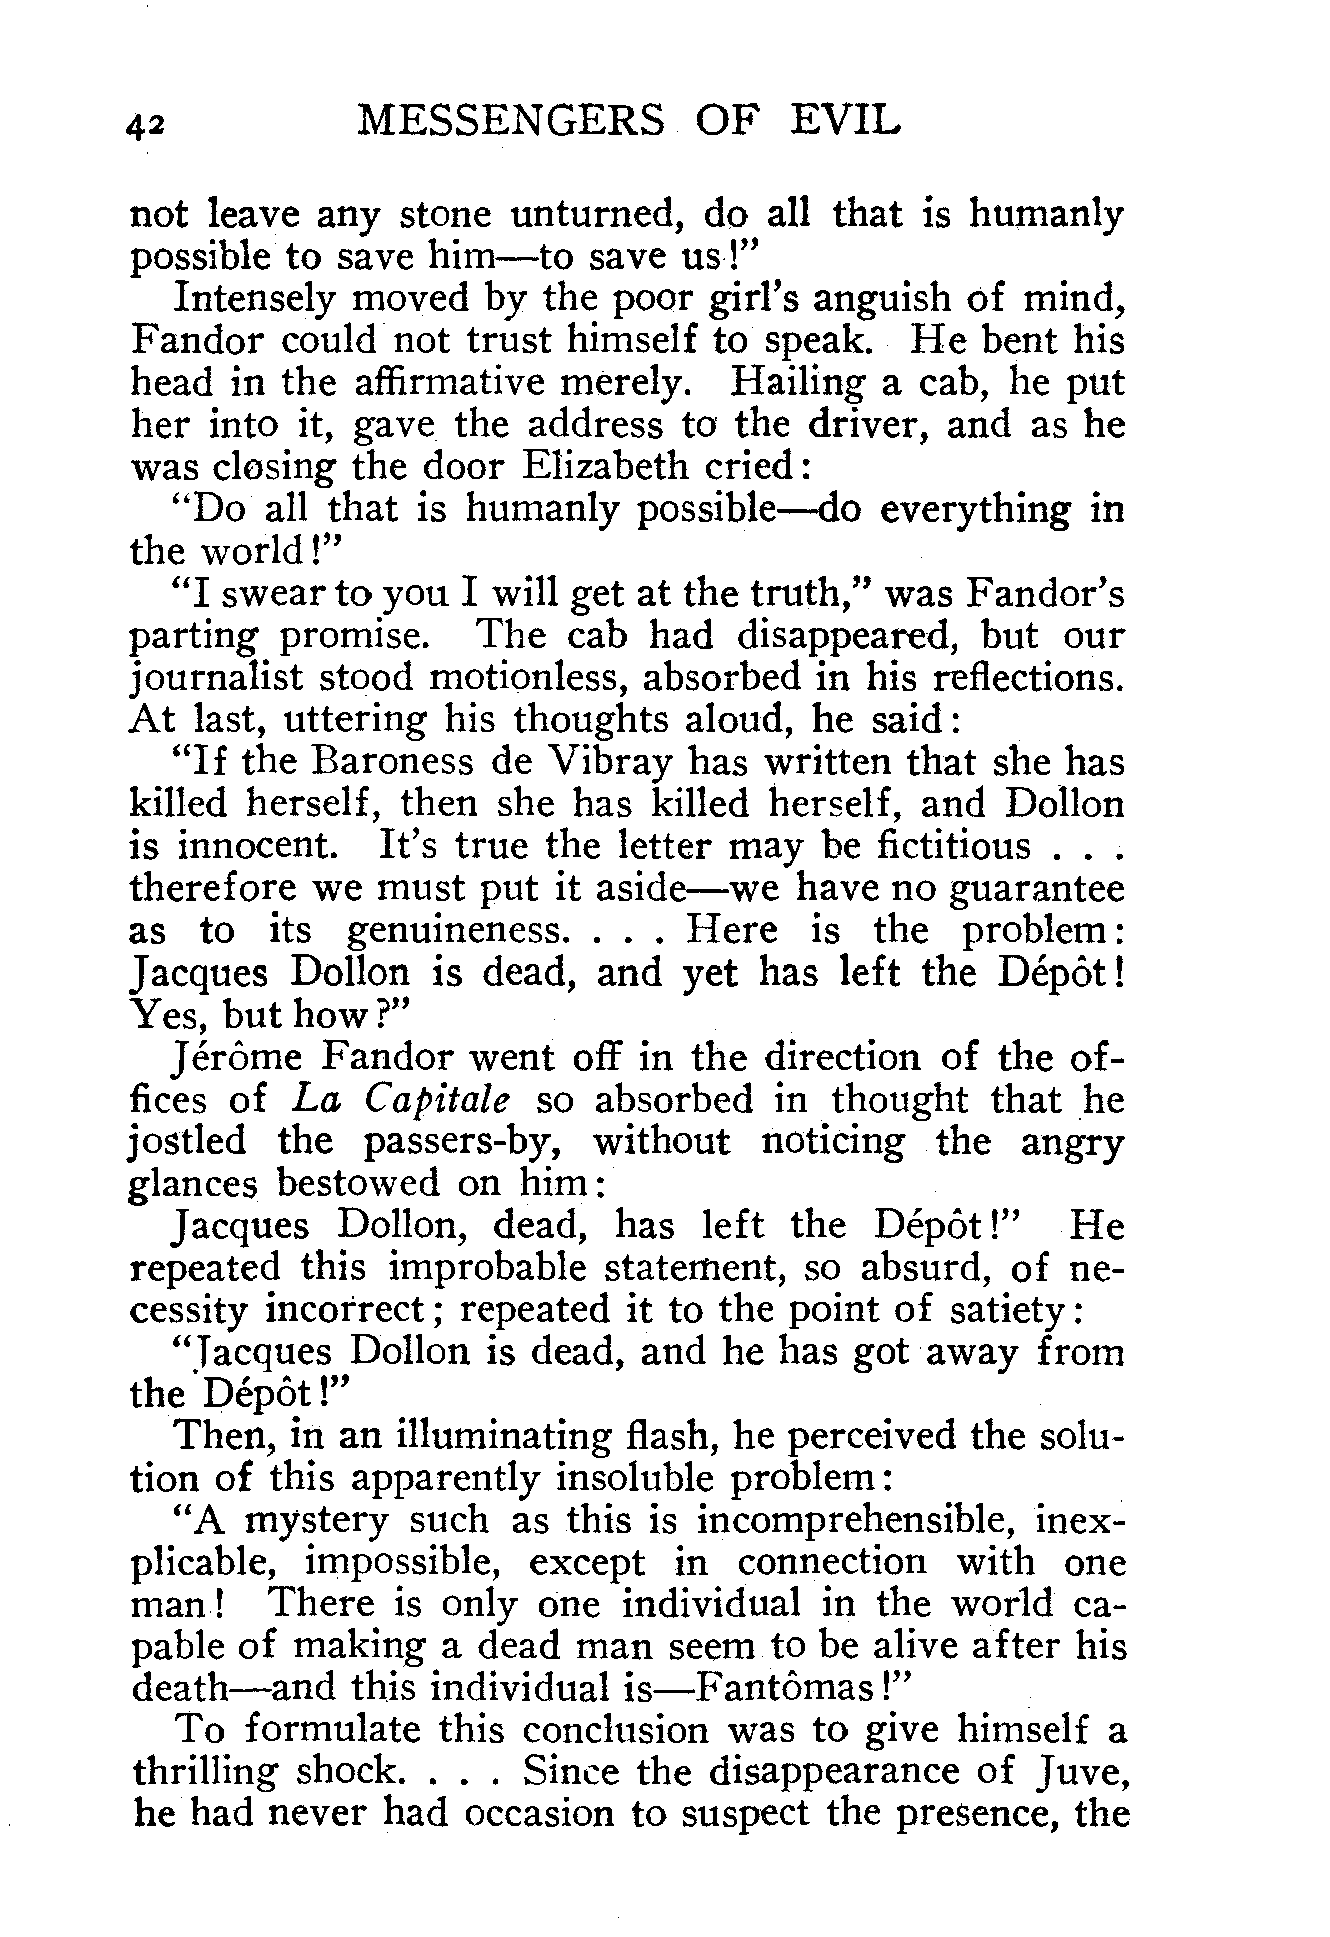 42 MESSENGERS OF EVIL
not leave any stone unturned, do all that is humanly
possible to save him—to save us!”
Intensely moved by the poor girl’s anguish of mind,
Fandor could not trust himself to speak. He bent his
head in the affirmative merely. Hailing a cab, he put
her into it, gave the address to the driver, and as he
was closing the door Elizabeth cried:
“Do all that is humanly possible—do everything in
the world!”
“I swear to you I will get at the truth,” was Fandor’s
parting promise. The cab had disappeared, but our
journalist stood motionless, absorbed in his reflections.
At last, uttering his thoughts aloud, he said:
“If the Baroness de Vibray has written that she has
killed herself, then she has killed herself, and Dollon
is innocent. It’s true the letter may be fictitious . . .
therefore we must put it aside—we have no guarantee
as to its genuineness. . . . Here is the problem:
Jacques Dollon is dead, and yet has left the Dépôt!
Yes, but how?”
Jérôme Fandor went off in the direction of the of-
fices of La Capitale so absorbed in thought that he
jostled the passers-by, without noticing the angry
glances bestowed on him:
Jacques Dollon, dead, has left the Dépôt!” He
repeated this improbable statement, so absurd, of ne-
cessity incorrect; repeated it to the point of satiety:
“Jacques Dollon is dead, and he has got away from
the Dépôt!”
Then, in an illuminating flash, he perceived the solu-
tion of this apparently insoluble problem:
“A mystery such as this is incomprehensible, inex-
plicable, impossible, except in connection with one
man! There is only one individual in the world ca-
pable of making a dead man seem to be alive after his
death—and this individual is—Fantômas!”
To formulate this conclusion was to give himself a
thrilling shock. . . . Since the disappearance of Juve,
he had never had occasion to suspect the presence, the